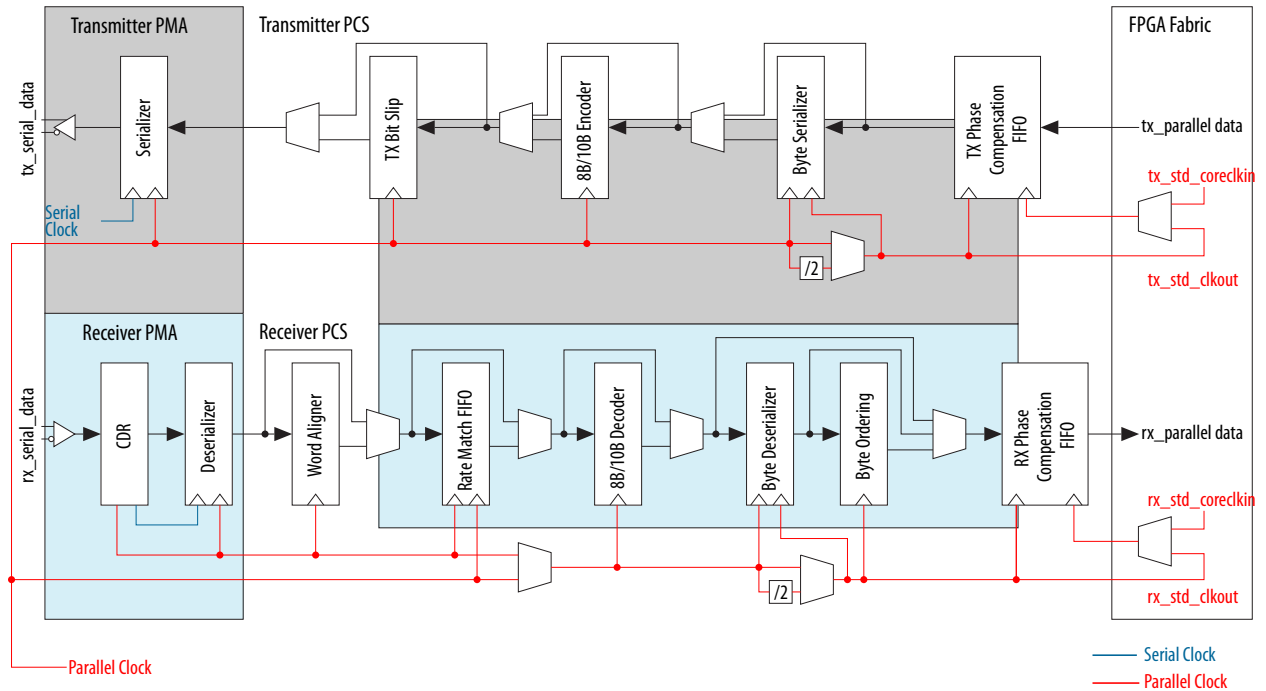 Transmitter PMA
Transmitter PCS
FPGA Fabric
tx_serial_data
Serializer
TX Bit Slip
8B/10B Encoder
Byte Serializer
TX Phase
Compensation
FIFO
tx_parallel data
tx_std_coreclkin
Serial
Clock
/2
tx_std_clkout
Receiver PMA
Receiver PCS
rx_serial_data
CDR
Deserializer
Word Aligner
Rate Match FIFO
8B/10B Decoder
Byte Deserializer
Byte Ordering
RX Phase
Compensation
FIFO
rx_parallel data
rx_std_coreclkin
/2
rx_std_clkout
Parallel Clock
Serial Clock
Parallel Clock